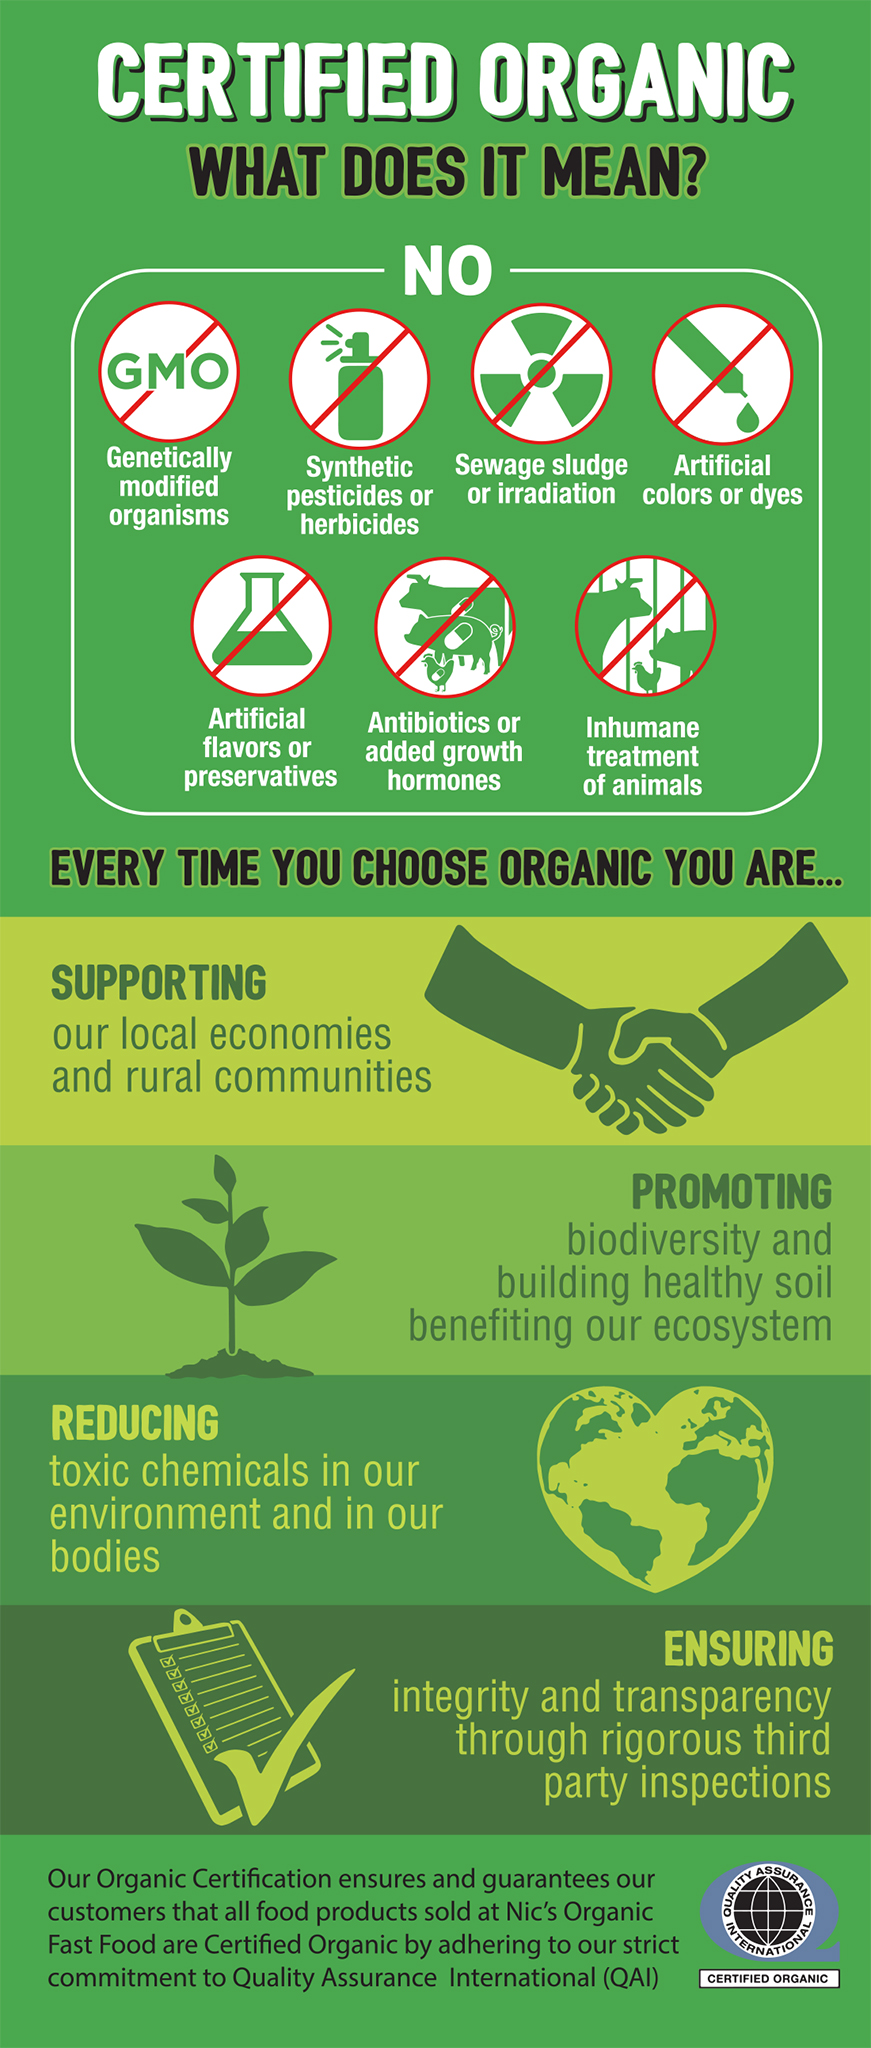 CERTIFIED ORGANIC
WHAT DOES IT MEAN?
NO
GMO
Genetically
modified
organisms
Synthetic
pesticides or
herbicides
Sewage sludge
or irradiation
Artificial
colors or dyes
Artificial
flavors or
preservatives
Antibiotics or
added growth
hormones
Inhumane
treatment
of animals
EVERY TIME YOU CHOOSE ORGANIC YOU ARE...
SUPPORTING
our local economies
and rural communities
PROMOTING
biodiversity and
building healthy soil
benefiting our ecosystem
REDUCING
toxic chemicals in our
environment and in our
bodies
ENSURING
integrity and transparency
through rigorous third
party inspections
Our Organic Certification ensures and guarantees our
customers that all food products sold at Nic's Organic
Fast Food are Certified Organic by adhering to our strict
commitment to Quality Assurance International (QAI)
QUALITY ASSURANCE
INTERNATIONAL
CERTIFIED ORGANIC